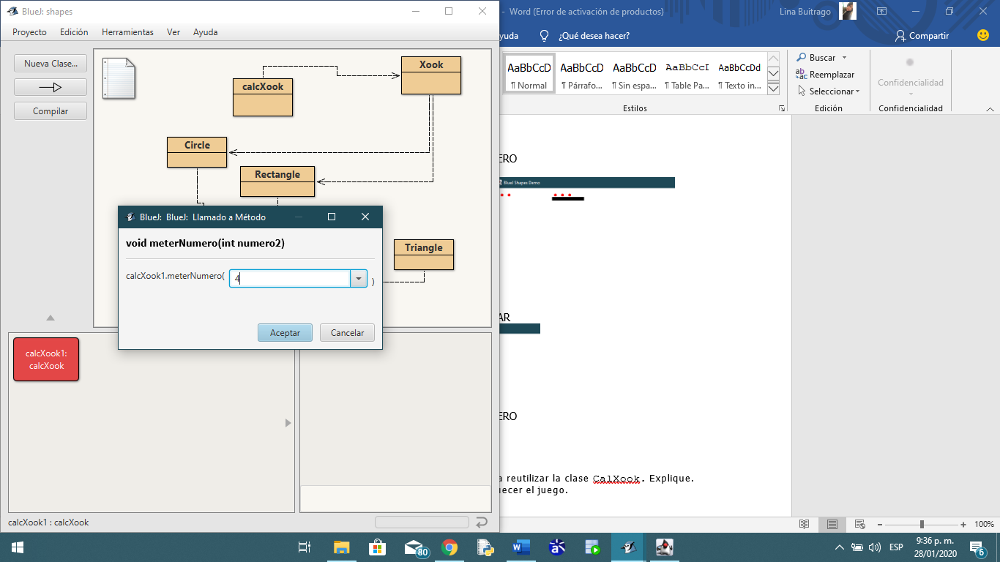 BlueJ: shapes
Proyecto Edición Herramientas Ver Ayuda
Nueva Clase...
Compilar
calcXook
Xook
Circle
Rectangle
Triangle
BlueJ: BlueJ: Llamado a Método
void meterNumero(int numero2)
calcXook1.meterNumero( 4 )
Aceptar Cancelar
calcXook1:
calcXook
calcXook1 : calcXook
- Word (Error de activación de productos)
Lina Buitrago
yuda ¿Qué desea hacer?
Compartir
AaBbCcD AaBbCcD AaBbCcD AaBbCcI AaBbCcDd
¶ Normal ¶ Párrafo... ¶ Sin espa... ¶ Table Pa... ¶ Texto in...
Estilos
Buscar
Reemplazar
Seleccionar
Edición
Confidencialidad
Confidencialidad
ERO
BlueJ Shapes Demo
AR
ERO
a reutilizar la clase CalXook. Explique.
uecer el juego.
100%
80
ESP
9:36 p. m.
28/01/2020
6